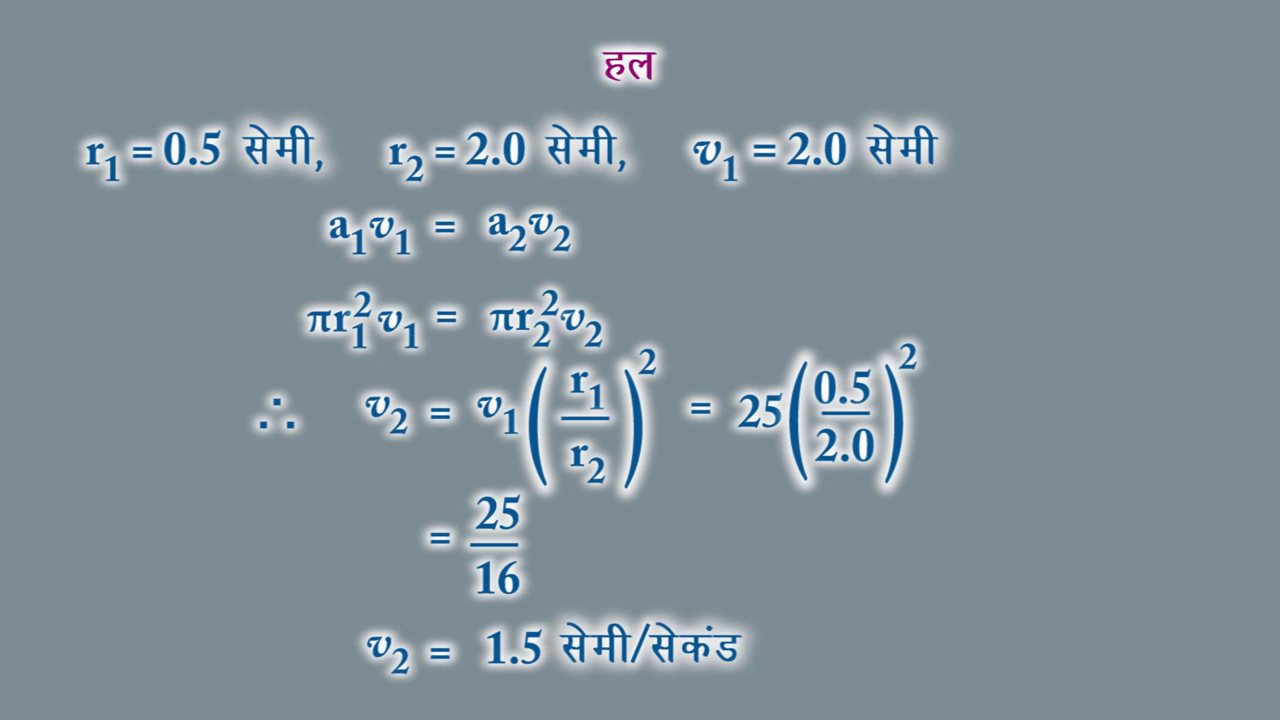 हल
r₁ = 0.5 सेमी, r₂ = 2.0 सेमी, v₁ = 2.0 सेमी
a₁v₁ = a₂v₂
πr₁²v₁ = πr₂²v₂
∴ v₂ = v₁(r₁/r₂)² = 25(0.5/2.0)²
= 25/16
v₂ = 1.5 सेमी/सेकंड